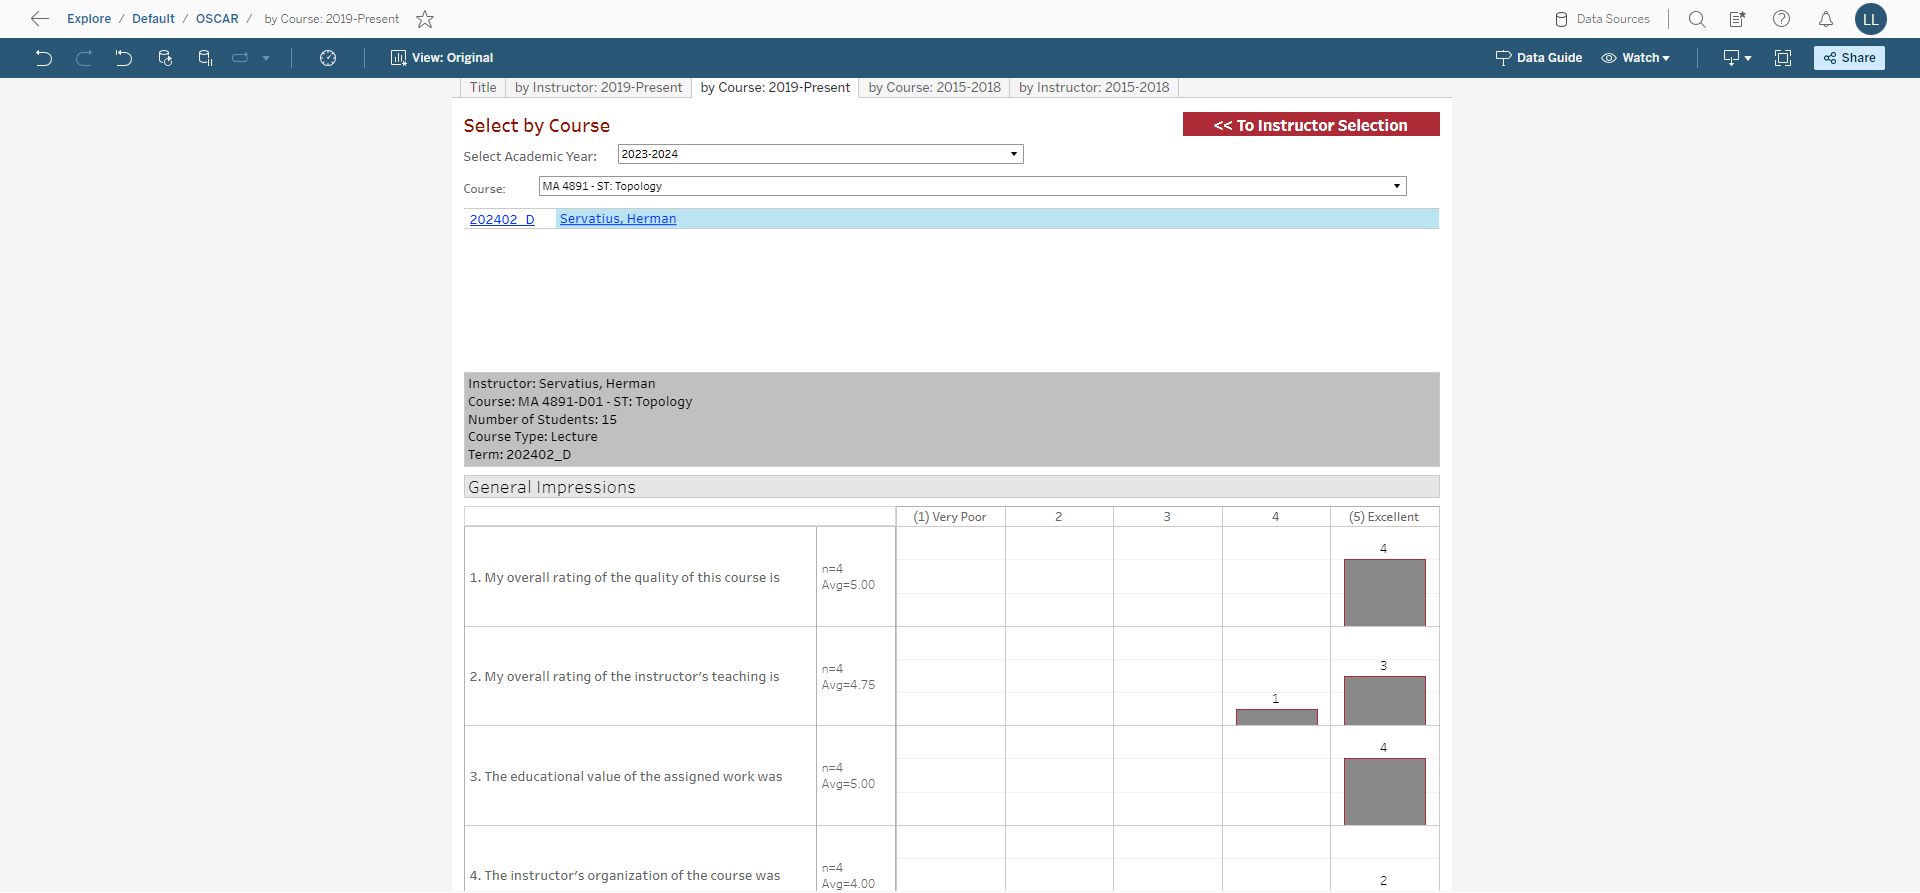 Explore / Default / OSCAR / by Course: 2019-Present
Data Sources
LL
View: Original
Data Guide
Watch
Share
Title
by Instructor: 2019-Present
by Course: 2019-Present
by Course: 2015-2018
by Instructor: 2015-2018
Select by Course
<< To Instructor Selection
Select Academic Year:
2023-2024
Course:
MA 4891 - ST: Topology
202402_D
Servatius, Herman
Instructor: Servatius, Herman
Course: MA 4891-D01 - ST: Topology
Number of Students: 15
Course Type: Lecture
Term: 202402_D
General Impressions
(1) Very Poor
2
3
4
(5) Excellent
1. My overall rating of the quality of this course is
n=4
Avg=5.00
4
2. My overall rating of the instructor's teaching is
n=4
Avg=4.75
1
3
3. The educational value of the assigned work was
n=4
Avg=5.00
4
4. The instructor's organization of the course was
n=4
Avg=4.00
2